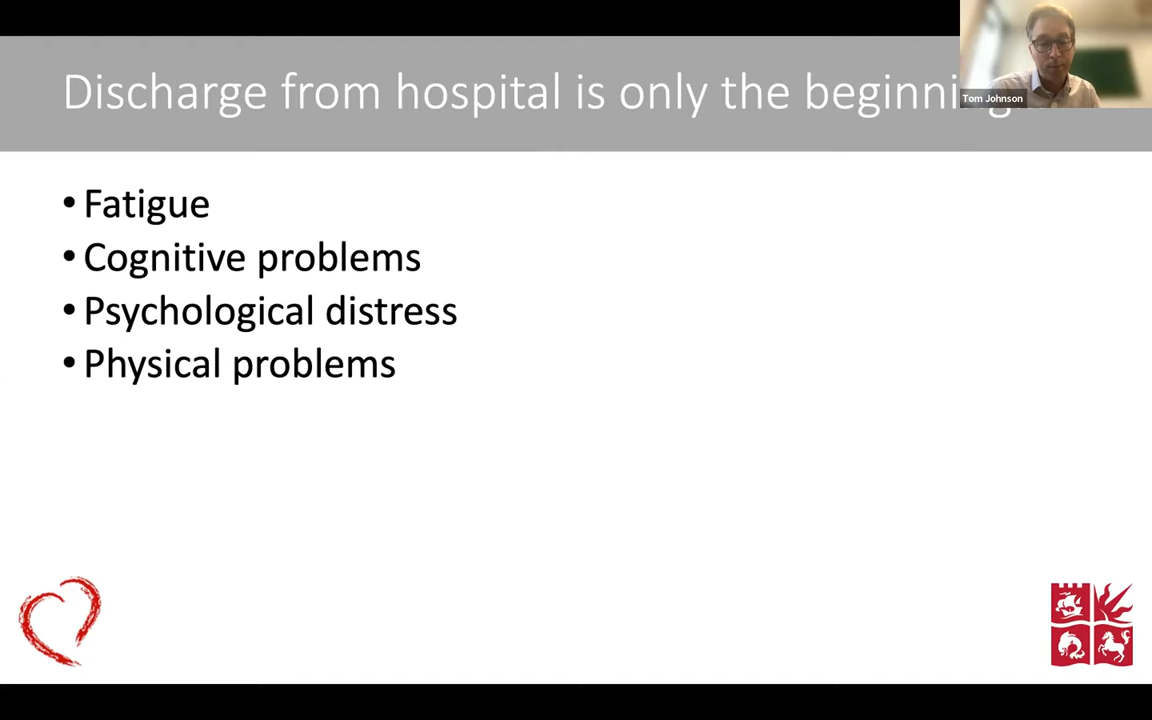 Discharge from hospital is only the beginning
Tom Johnson
• Fatigue
• Cognitive problems
• Psychological distress
• Physical problems